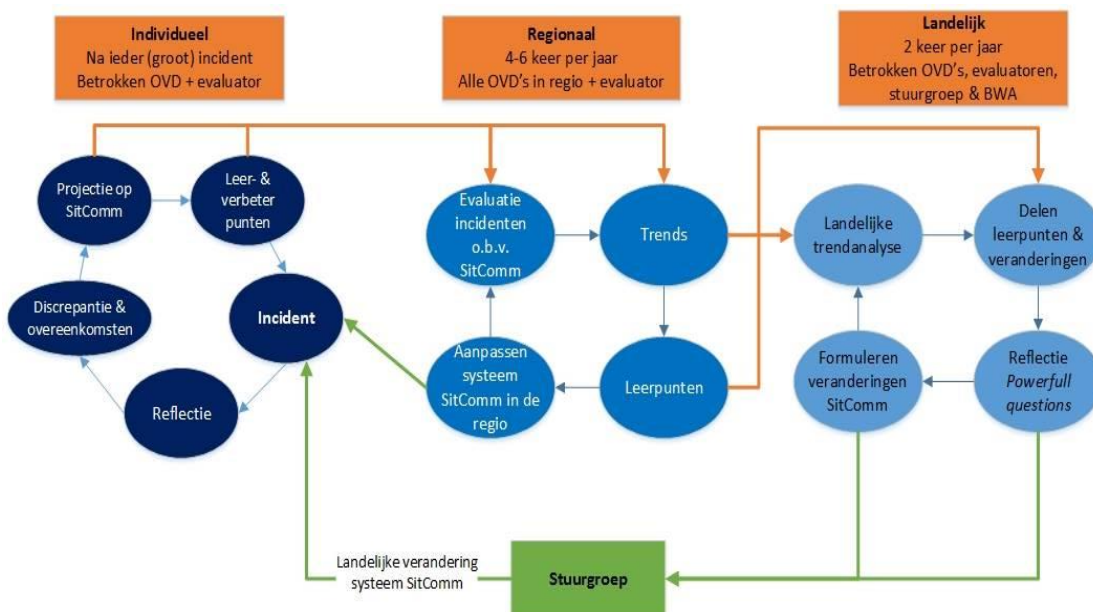 Individueel
Na ieder (groot) incident
Betrokken OVD + evaluator
Regionaal
4-6 keer per jaar
Alle OVD's in regio + evaluator
Landelijk
2 keer per jaar
Betrokken OVD's, evaluatoren,
stuurgroep & BWA
Projectie op
SitComm
Leer- &
verbeter
punten
Incident
Reflectie
Discrepantie &
overeenkomsten
Evaluatie
incidenten
o.b.v.
SitComm
Trends
Leerpunten
Aanpassen
systeem
SitComm in de
regio
Landelijke
trendanalyse
Delen
leerpunten &
veranderingen
Reflectie
Powerfull
questions
Formuleren
veranderingen
SitComm
Landelijke verandering
systeem SitComm
Stuurgroep